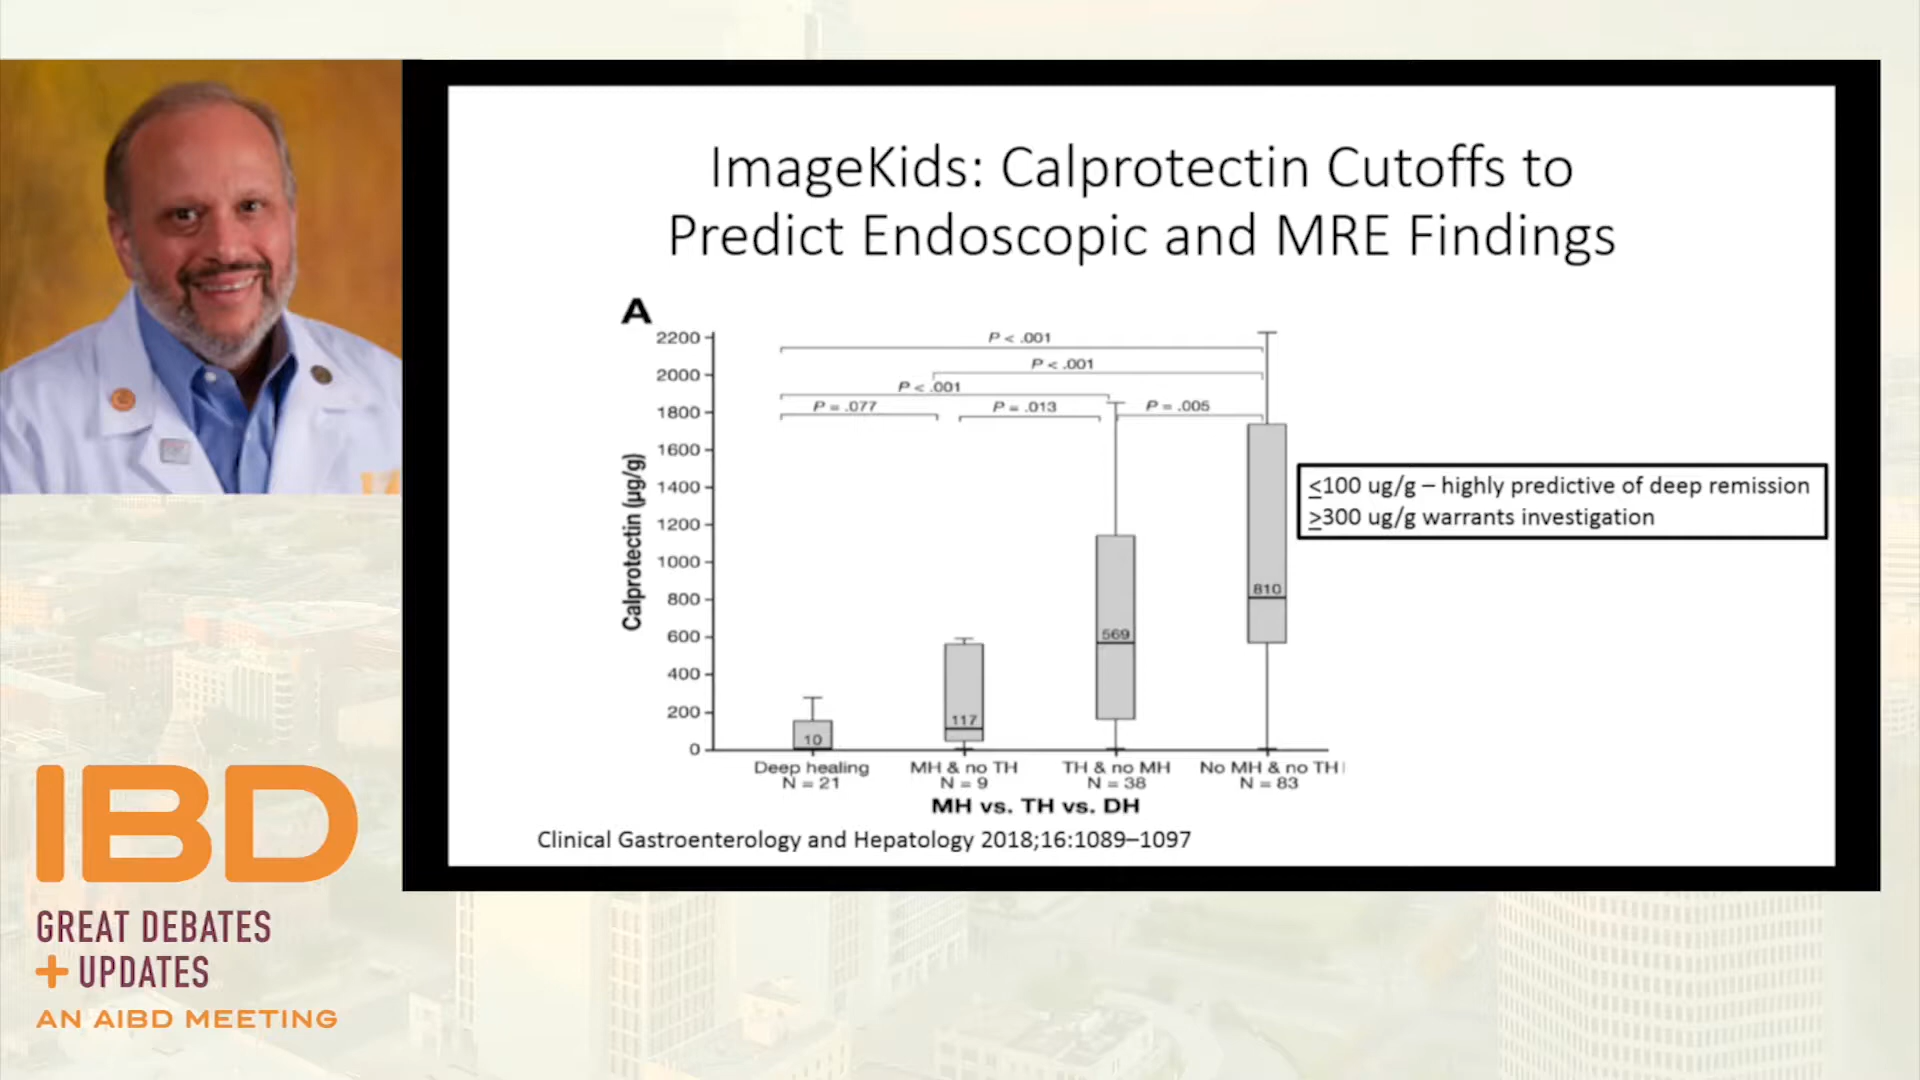 ImageKids: Calprotectin Cutoffs to
Predict Endoscopic and MRE Findings
A
Calprotectin (µg/g)
2200
2000
1800
1600
1400
1200
1000
800
600
400
200
0
P < .001
P < .001
P < .001
P = .077
P = .013
P = .005
10
117
569
810
Deep healing
N = 21
MH & no TH
N = 9
TH & no MH
N = 38
No MH & no TH
N = 83
MH vs. TH vs. DH
≤100 ug/g – highly predictive of deep remission
≥300 ug/g warrants investigation
Clinical Gastroenterology and Hepatology 2018;16:1089–1097
IBD
GREAT DEBATES
+ UPDATES
AN AIBD MEETING